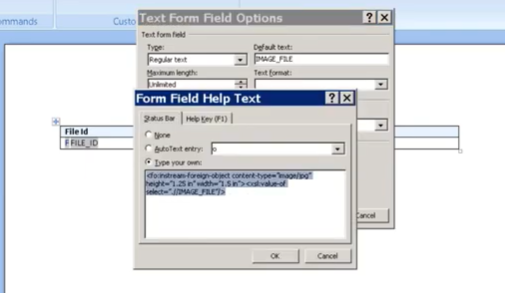 Text Form Field Options
ommands
Custo
Text form field
Type:
Default text:
Regular text
IMAGE_FILE
Maximum length:
Text format:
Unlimited
Form Field Help Text
Status Bar
Help Key (F1)
File Id
None
F FILE_ID
AutoText entry:
o
Type your own:
<fo:instream-foreign-object content-type="image/jpg"
height="1.25 in" width="1.5 in"><xsl:value-of
select=".//IMAGE_FILE"/>
Cancel
OK
Cancel